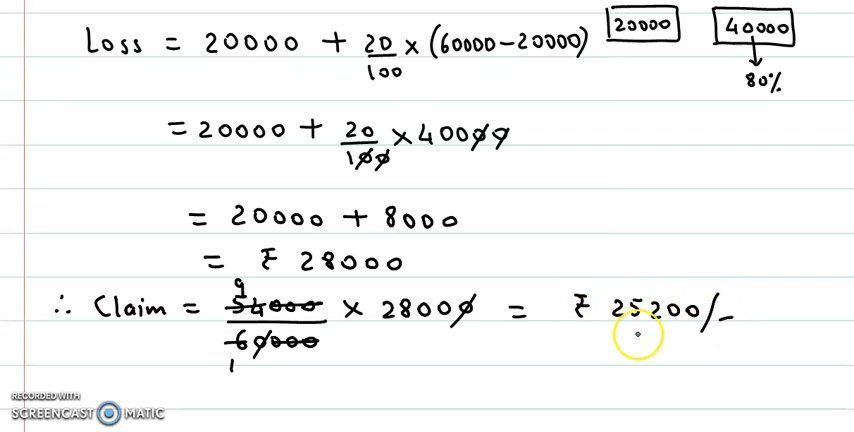 Loss = 20000 + 20/100 × (60000 - 20000) 20000 40000
80%
= 20000 + 20/100 × 40000
= 20000 + 8000
= ₹ 28000
9
∴ Claim = 54000/60000 × 28000 = ₹ 25200/-
1
RECORDED WITH
SCREENCAST MATIC